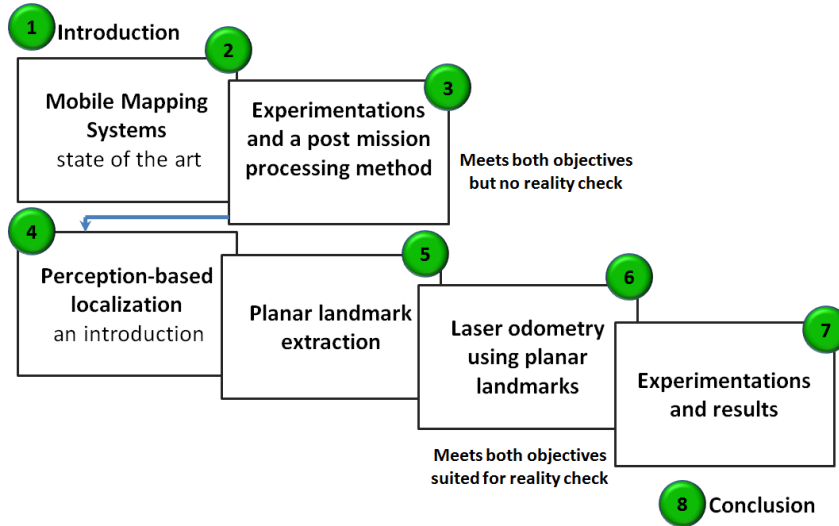 1 Introduction
2
Mobile Mapping
Systems
state of the art
3
Experimentations
and a post mission
processing method
Meets both objectives
but no reality check
4
Perception-based
localization
an introduction
5
Planar landmark
extraction
6
Laser odometry
using planar
landmarks
7
Experimentations
and results
Meets both objectives
suited for reality check
8 Conclusion